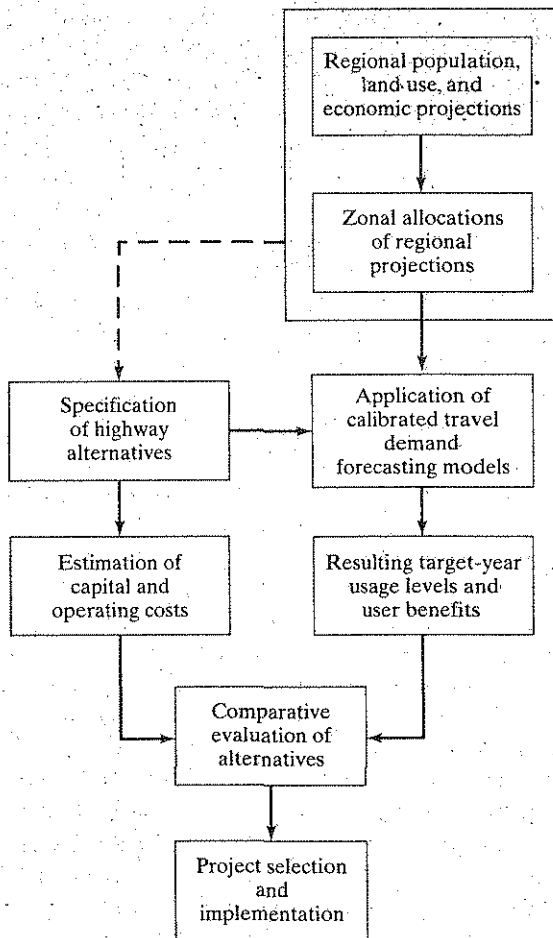 Regional population,
land use, and
economic projections
Zonal allocations
of regional
projections
Specification
of highway
alternatives
Application of
calibrated travel
demand
forecasting models
Estimation of
capital and
operating costs
Resulting target-year
usage levels and
user benefits
Comparative
evaluation of
alternatives
Project selection
and
implementation